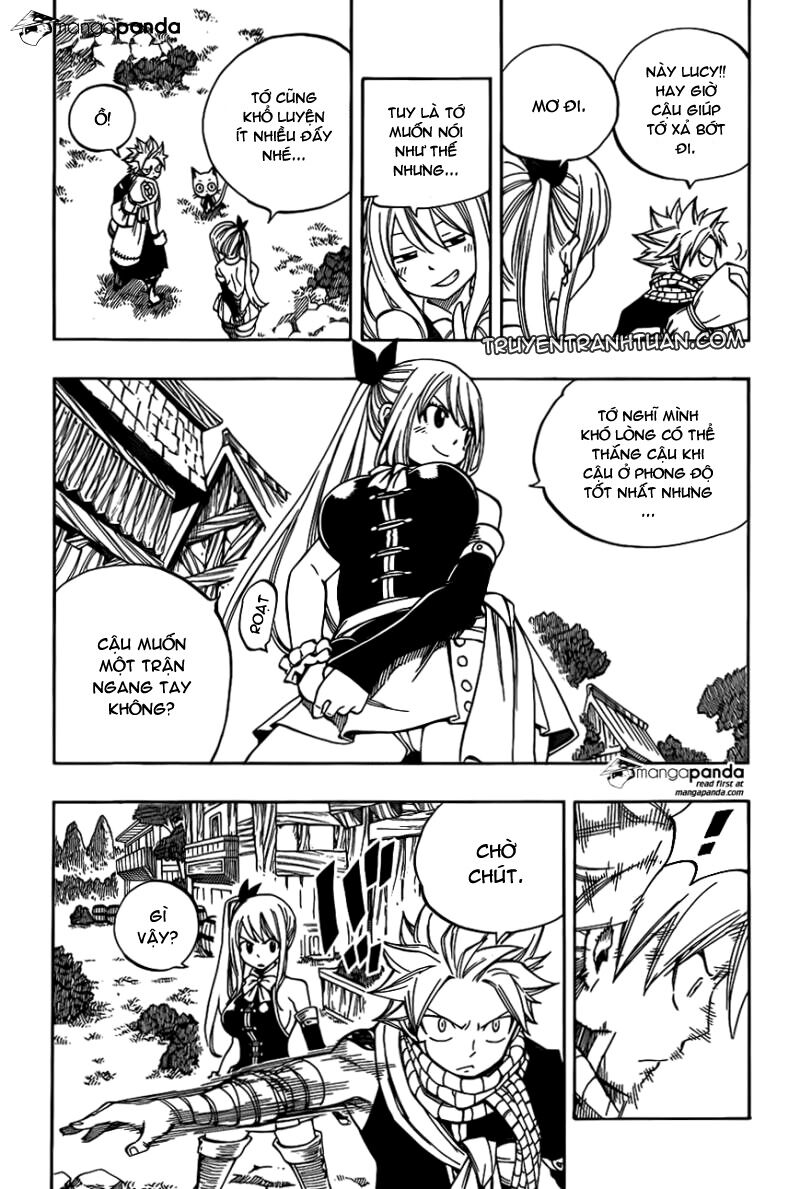 mangapanda
NÀY LUCY!!
HAY GIỜ
CẬU GIÚP
TỚ XẢ BỚT
ĐI.
MƠ ĐI.
TUY LÀ TỚ
MUỐN NÓI
NHƯ THẾ
NHƯNG...
TỚ CŨNG
KHỔ LUYỆN
ÍT NHIỀU ĐẤY
NHÉ...
Ồ!
TRUYENTRANHTUAN.COM
TỚ NGHĨ MÌNH
KHÓ LÒNG CÓ THỂ
THẮNG CẬU KHI
CẬU Ở PHONG ĐỘ
TỐT NHẤT NHƯNG
...
ROẠT
CẬU MUỐN
MỘT TRẬN
NGANG TAY
KHÔNG?
mangapanda
read first at
mangapanda.com
!
CHỜ
CHÚT.
!!!
GÌ
VẬY?